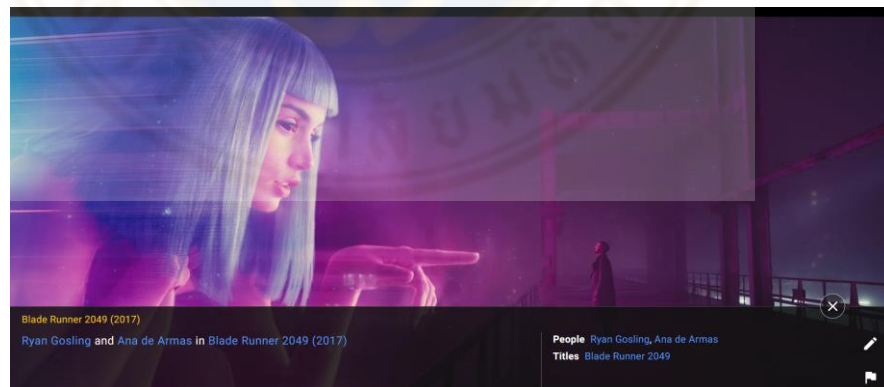 Blade Runner 2049 (2017)
Ryan Gosling and Ana de Armas in Blade Runner 2049 (2017)
People Ryan Gosling, Ana de Armas
Titles Blade Runner 2049